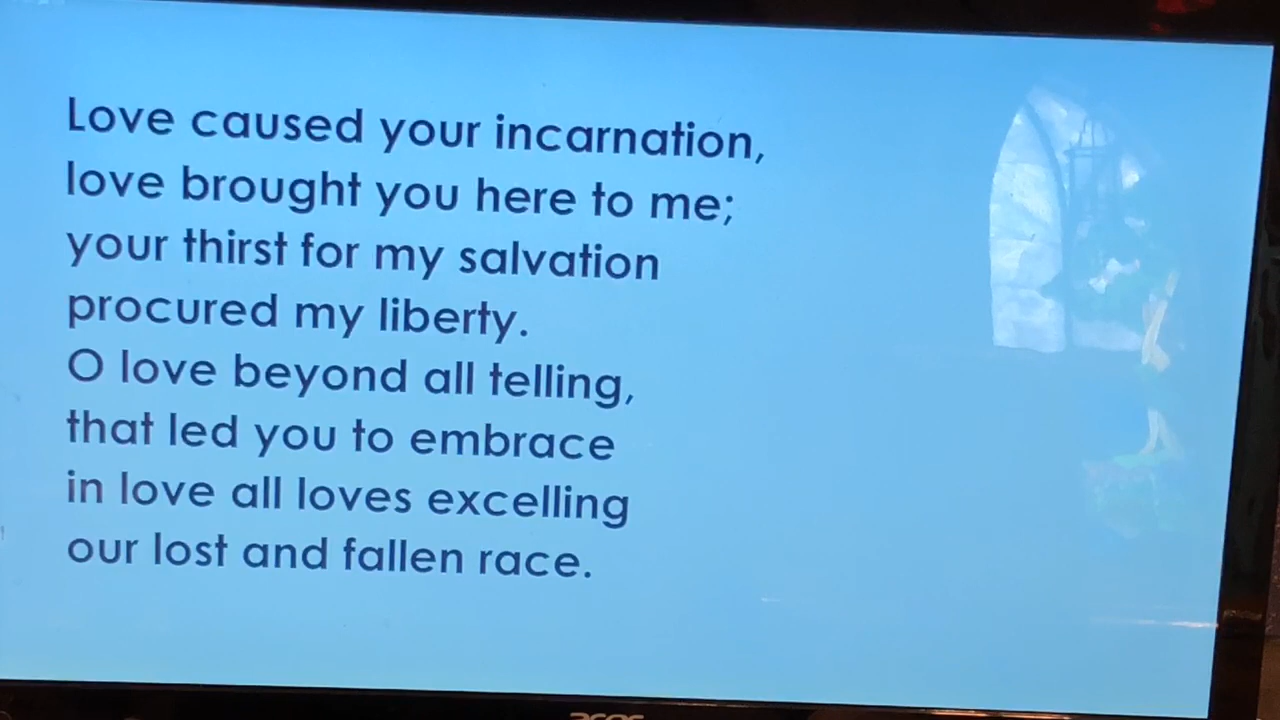 Love caused your incarnation,
love brought you here to me;
your thirst for my salvation
procured my liberty.
O love beyond all telling,
that led you to embrace
in love all loves excelling
our lost and fallen race.
acer